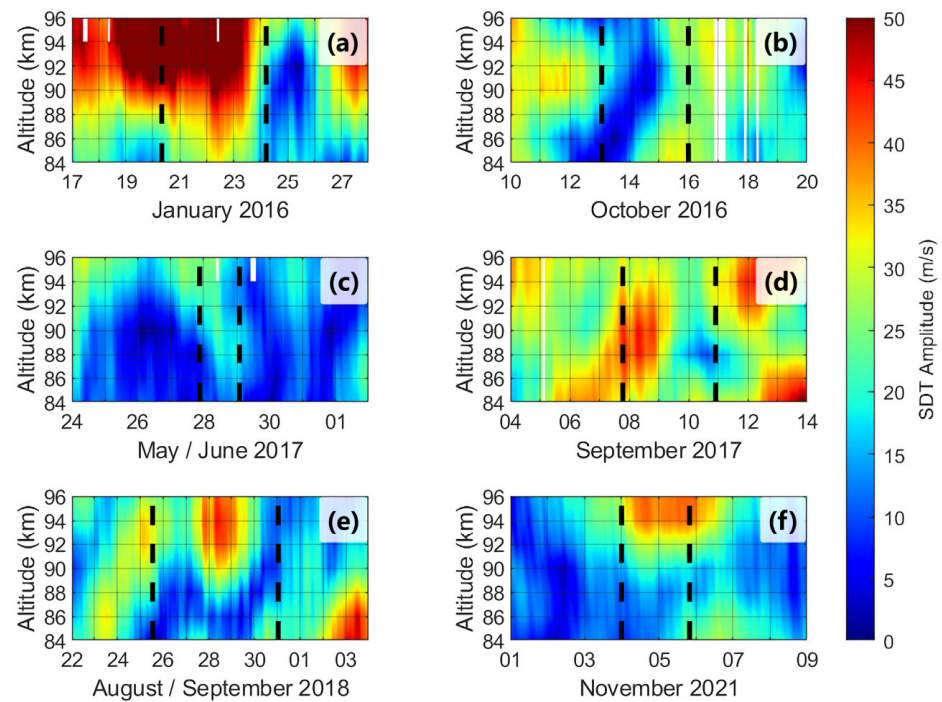 96
94
92
90
88
86
84
Altitude (km)
(a)
17 19 21 23 25 27
January 2016
96
94
92
90
88
86
84
Altitude (km)
(b)
10 12 14 16 18 20
October 2016
96
94
92
90
88
86
84
Altitude (km)
(c)
24 26 28 30 01
May / June 2017
96
94
92
90
88
86
84
Altitude (km)
(d)
04 06 08 10 12 14
September 2017
96
94
92
90
88
86
84
Altitude (km)
(e)
22 24 26 28 30 01 03
August / September 2018
96
94
92
90
88
86
84
Altitude (km)
(f)
01 03 05 07 09
November 2021
50
45
40
35
30
25
20
15
10
5
0
SDT Amplitude (m/s)